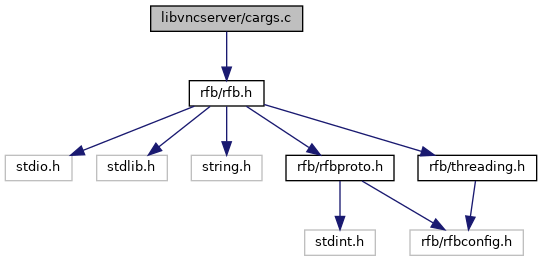 libvncserver/cargs.c
rfb/rfb.h
stdio.h
stdlib.h
string.h
rfb/rfbproto.h
rfb/threading.h
stdint.h
rfb/rfbconfig.h